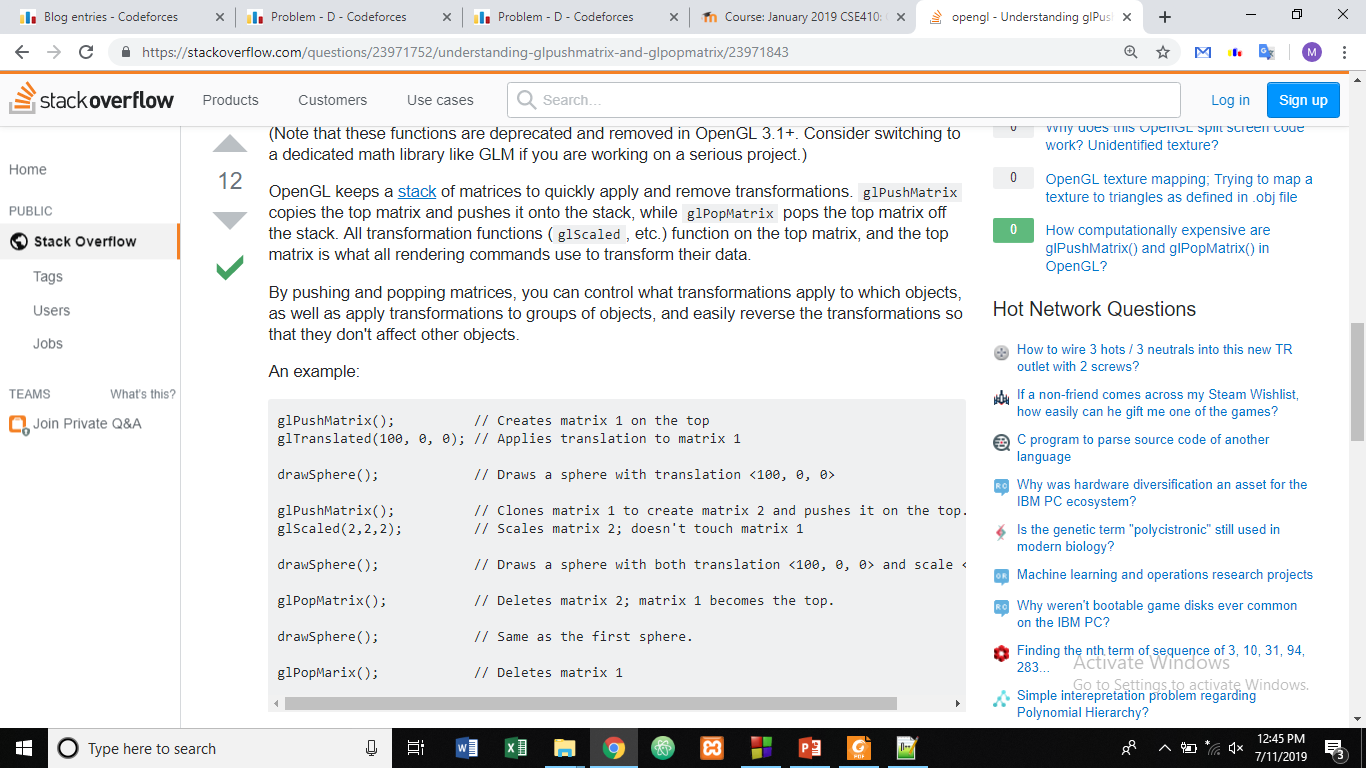 Blog entries - Codeforces
Problem - D - Codeforces
Problem - D - Codeforces
Course: January 2019 CSE410:
opengl - Understanding glPus
https://stackoverflow.com/questions/23971752/understanding-glpushmatrix-and-glpopmatrix/23971843
M
stackoverflow
Products
Customers
Use cases
Search...
Log in
Sign up
Home
PUBLIC
Stack Overflow
Tags
Users
Jobs
TEAMS
What's this?
Join Private Q&A
12
(Note that these functions are deprecated and removed in OpenGL 3.1+. Consider switching to
a dedicated math library like GLM if you are working on a serious project.)
OpenGL keeps a stack of matrices to quickly apply and remove transformations. glPushMatrix
copies the top matrix and pushes it onto the stack, while glPopMatrix pops the top matrix off
the stack. All transformation functions ( glScaled , etc.) function on the top matrix, and the top
matrix is what all rendering commands use to transform their data.
By pushing and popping matrices, you can control what transformations apply to which objects,
as well as apply transformations to groups of objects, and easily reverse the transformations so
that they don't affect other objects.
An example:
glPushMatrix(); // Creates matrix 1 on the top
glTranslated(100, 0, 0); // Applies translation to matrix 1
drawSphere(); // Draws a sphere with translation <100, 0, 0>
glPushMatrix(); // Clones matrix 1 to create matrix 2 and pushes it on the top.
glScaled(2,2,2); // Scales matrix 2; doesn't touch matrix 1
drawSphere(); // Draws a sphere with both translation <100, 0, 0> and scale <
glPopMatrix(); // Deletes matrix 2; matrix 1 becomes the top.
drawSphere(); // Same as the first sphere.
glPopMarix(); // Deletes matrix 1
0
Why does this OpenGL split screen code
work? Unidentified texture?
0
OpenGL texture mapping; Trying to map a
texture to triangles as defined in .obj file
0
How computationally expensive are
glPushMatrix() and glPopMatrix() in
OpenGL?
Hot Network Questions
How to wire 3 hots / 3 neutrals into this new TR
outlet with 2 screws?
If a non-friend comes across my Steam Wishlist,
how easily can he gift me one of the games?
C program to parse source code of another
language
Why was hardware diversification an asset for the
IBM PC ecosystem?
Is the genetic term "polycistronic" still used in
modern biology?
Machine learning and operations research projects
Why weren't bootable game disks ever common
on the IBM PC?
Finding the nth term of sequence of 3, 10, 31, 94,
283...
Simple interepretation problem regarding
Polynomial Hierarchy?
Activate Windows
Go to Settings to activate Windows.
Type here to search
12:45 PM
7/11/2019
3